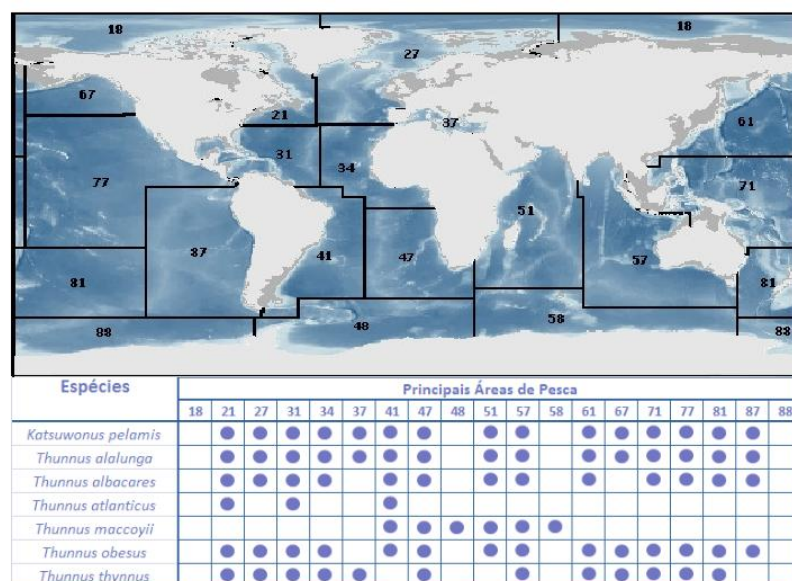 18
18
27
67
21
37
61
31
34
77
71
51
87
41
47
57
81
81
88
48
58
88
Espécies
Principais Áreas de Pesca
18 21 27 31 34 37 41 47 48 51 57 58 61 67 71 77 81 87 88
Katsuwonus pelamis
Thunnus alalunga
Thunnus albacares
Thunnus atlanticus
Thunnus maccoyii
Thunnus obesus
Thunnus thynnus